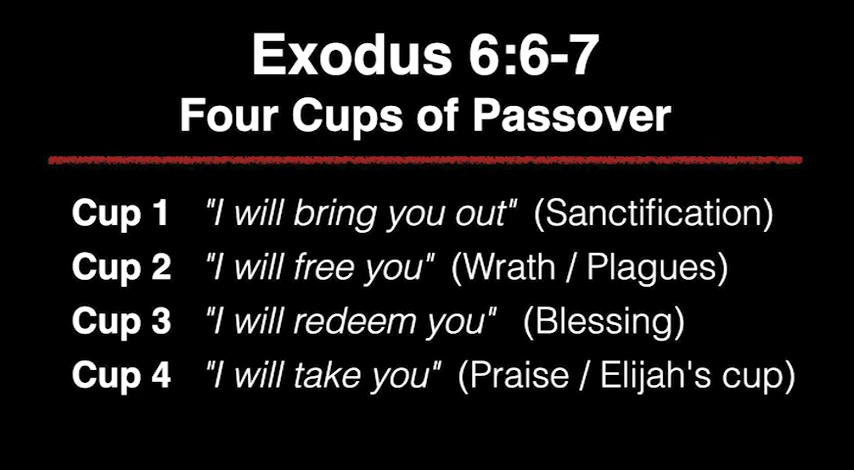 Exodus 6:6-7
Four Cups of Passover
Cup 1 "I will bring you out" (Sanctification)
Cup 2 "I will free you" (Wrath / Plagues)
Cup 3 "I will redeem you" (Blessing)
Cup 4 "I will take you" (Praise / Elijah's cup)